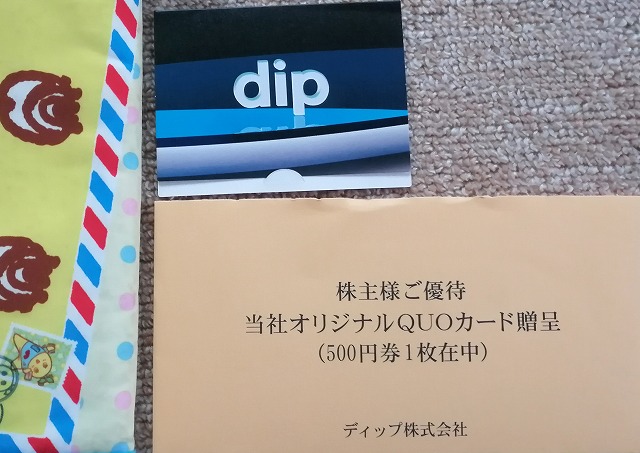 dip
株主様ご優待
当社オリジナルQUOカード贈呈
(500円券1枚在中)
ディップ株式会社